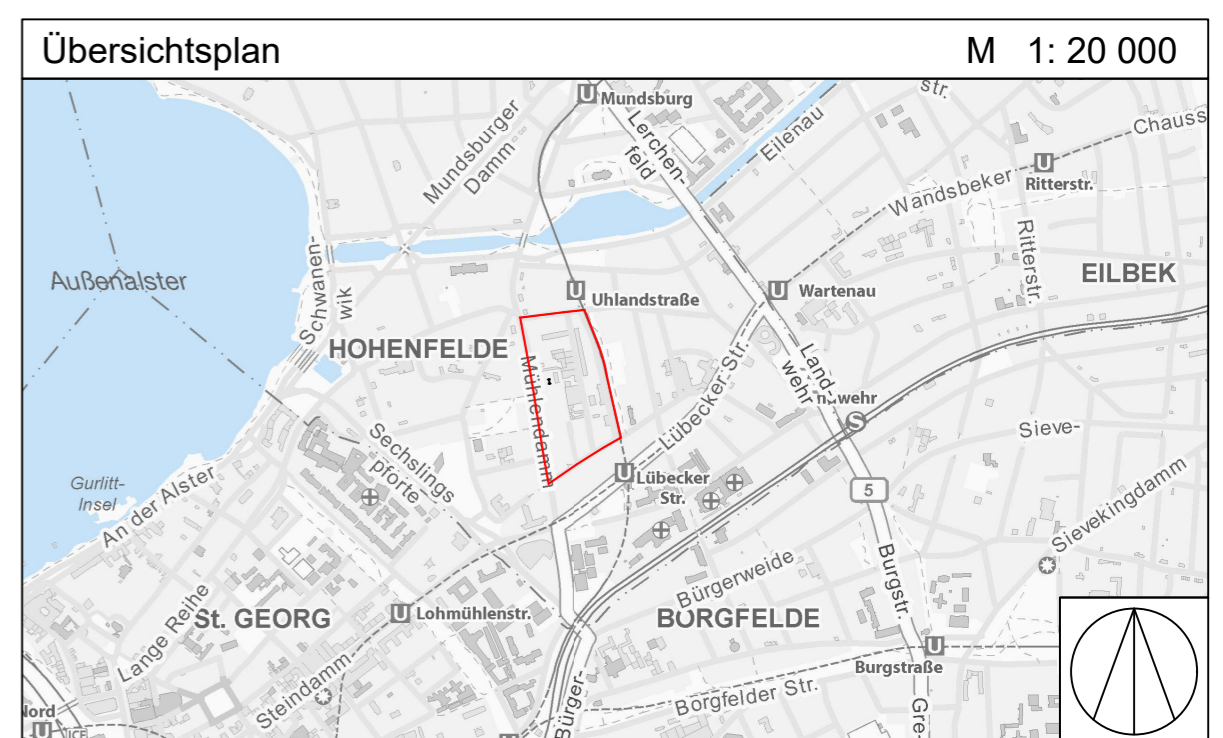 Übersichtsplan
M 1: 20 000
U Mundsburg
str.
Chauss
Mundsburger
Damm
Lerchen-
feld
Eilenau
Wandsbeker
U
Ritterstr.
Ritterstr.
Außenalster
Schwanen-
wik
U
Uhlandstraße
U Wartenau
EILBEK
HOHENFELDE
Mühlendamm
Lübecker Str.
Land-
wehr
wehr
S
Sechslings
pforte
Sieve-
Gurlitt-
Insel
An der Alster
U Lübecker
Str.
5
Sievekingdamm
Bürgerweide
Burgstr.
Lange Reihe
St. GEORG
U Lohmühlenstr.
BORGFELDE
U
Burgstraße
Steindamm
Borgfelder Str.
Bürger-
Gre-
Nord
U
ICE
U